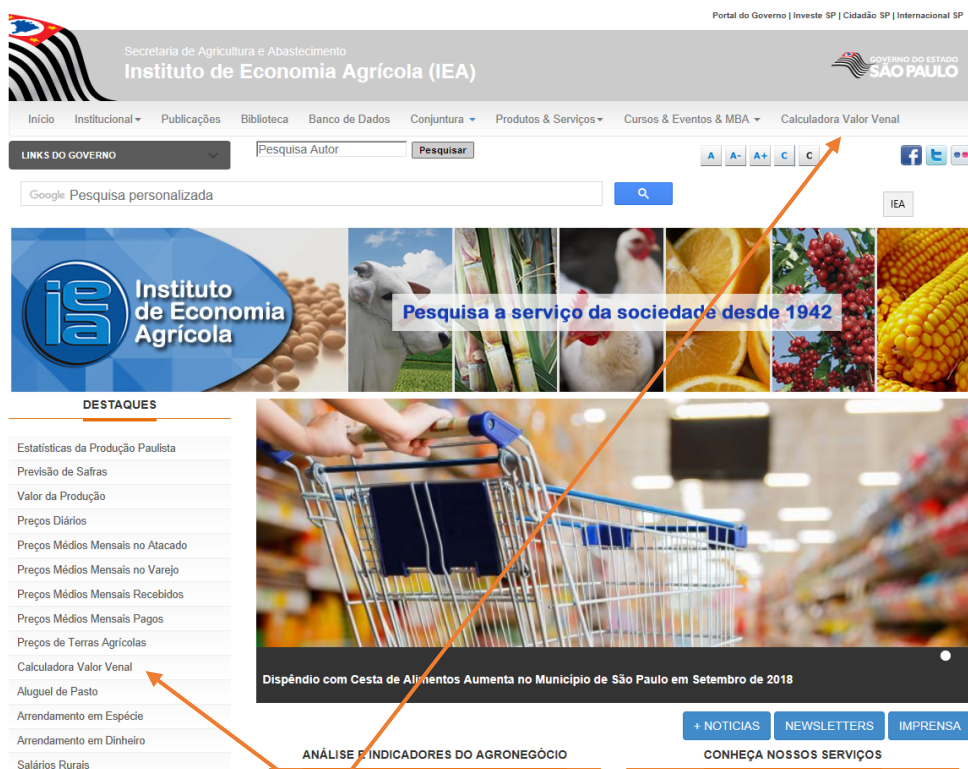 Portal do Governo | Investe SP | Cidadão SP | Internacional SP
Secretaria de Agricultura e Abastecimento
Instituto de Economia Agrícola (IEA)
GOVERNO DO ESTADO
SÃO PAULO
Início Institucional Publicações Biblioteca Banco de Dados Conjuntura Produtos & Serviços Cursos & Eventos & MBA Calculadora Valor Venal
LINKS DO GOVERNO
Pesquisa Autor Pesquisar
A A- A+ C C
Google Pesquisa personalizada
IEA
iea
Instituto
de Economia
Agrícola
Pesquisa a serviço da sociedade desde 1942
DESTAQUES
Estatísticas da Produção Paulista
Previsão de Safras
Valor da Produção
Preços Diários
Preços Médios Mensais no Atacado
Preços Médios Mensais no Varejo
Preços Médios Mensais Recebidos
Preços Médios Mensais Pagos
Preços de Terras Agrícolas
Calculadora Valor Venal
Aluguel de Pasto
Arrendamento em Espécie
Arrendamento em Dinheiro
Salários Rurais
Dispêndio com Cesta de Alimentos Aumenta no Município de São Paulo em Setembro de 2018
+ NOTICIAS NEWSLETTERS IMPRENSA
ANÁLISE E INDICADORES DO AGRONEGÓCIO
CONHEÇA NOSSOS SERVIÇOS